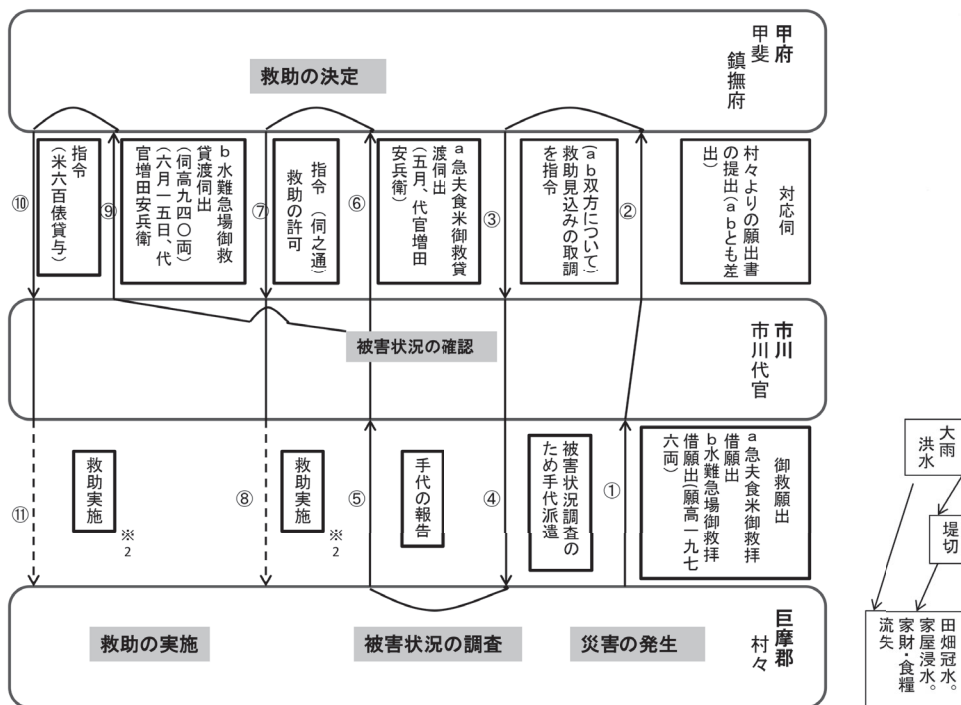 甲府
甲斐
鎮撫府
救助の決定
対応伺
村々よりの願出書
の提出(abとも差
出)
②
(ab双方について)
救助見込みの取調
を指令
③
a急夫食米御救貸
渡伺出
(五月、代官増田
安兵衛)
⑥
指令(伺之通)
救助の許可
⑦
b水難急場御救
貸渡伺出
(伺高九四〇両)
(六月一五日、代
官増田安兵衛
⑨
指令
(米六百俵貸与)
⑩
市川
市川代官
被害状況の確認
御救願出
a急夫食米御救拝
借願出
b水難急場御救拝
借願出(願高一九七
六両)
①
被害状況調査の
ため手代派遣
④
手代の報告
⑤
救助実施
※2
⑧
救助実施
※2
⑪
巨摩郡
村々
災害の発生
被害状況の調査
救助の実施
大雨
洪水
堤切
田畑冠水。
家屋浸水。
家財・食糧
流失